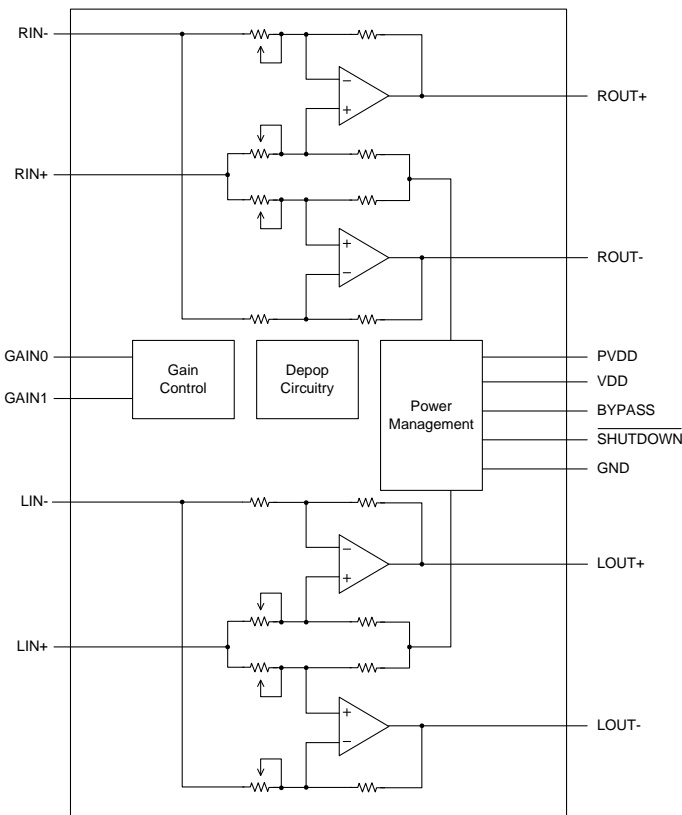 RIN-
ROUT+
RIN+
ROUT-
GAIN0
GAIN1
Gain
Control
Depop
Circuitry
Power
Management
PVDD
VDD
BYPASS
SHUTDOWN
GND
LIN-
LOUT+
LIN+
LOUT-
−
+
+
−
−
+
+
−